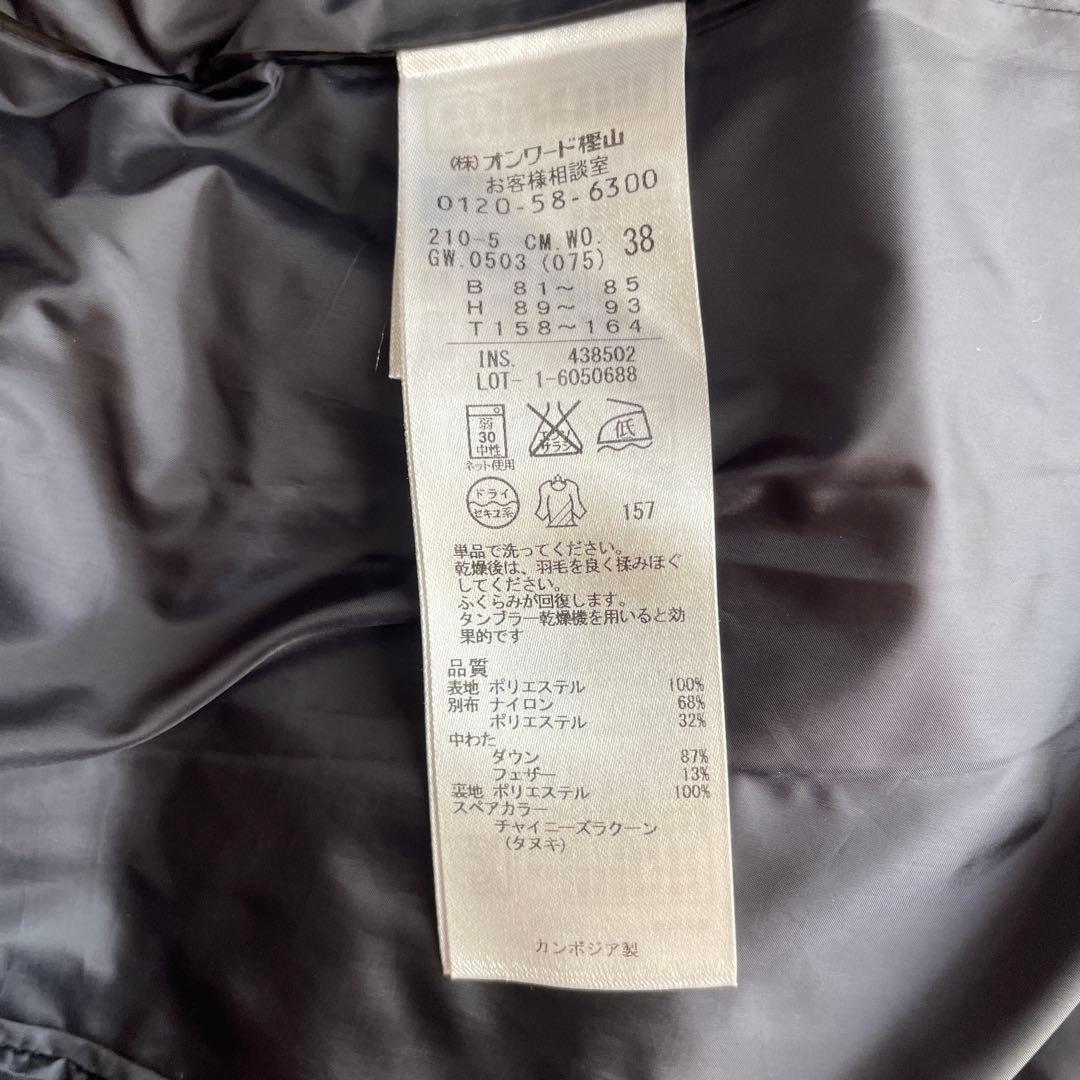 (株)オンワード樫山
お客様相談室
0120-58-6300
210-5 CM.WO. 38
GW.0503 (075)
B 81～ 85
H 89～ 93
T158～164
INS. 438502
LOT- 1-6050688
弱
30
中性
ネット使用
エンソ
サラシ
低
ドライ
セキユ系
157
単品で洗ってください。
乾燥後は、羽毛を良く揉みほぐ
してください。
ふくらみが回復します。
タンブラー乾燥機を用いると効
果的です
品質
表地 ポリエステル 100%
別布 ナイロン 68%
ポリエステル 32%
中わた
ダウン 87%
フェザー 13%
裏地 ポリエステル 100%
スペアカラー
チャイニーズラクーン
(タヌキ)
カンボジア製